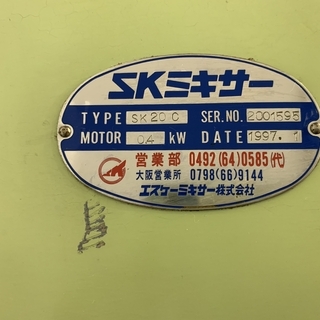 SKミキサー
TYPE SK20C SER.NO. 2001595
MOTOR 0.4 kW DATE 1997. 1
営業部 0492(64)0585(代)
大阪営業所 0798(66)9144
エスケーミキサー株式会社